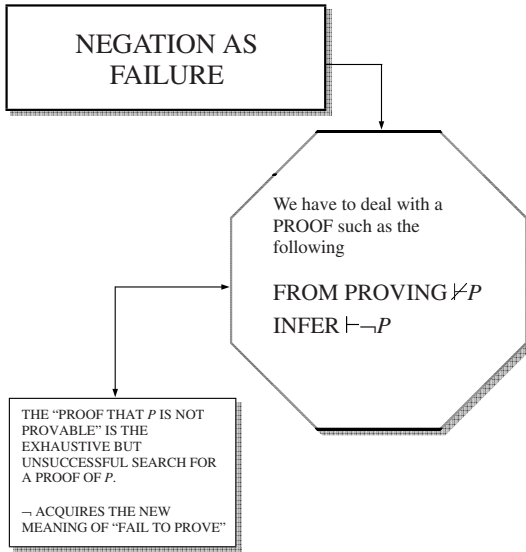 NEGATION AS
FAILURE
We have to deal with a
PROOF such as the
following
FROM PROVING ⊬P
INFER ⊢¬P
THE “PROOF THAT P IS NOT
PROVABLE” IS THE
EXHAUSTIVE BUT
UNSUCCESSFUL SEARCH FOR
A PROOF OF P.
¬ ACQUIRES THE NEW
MEANING OF “FAIL TO PROVE”